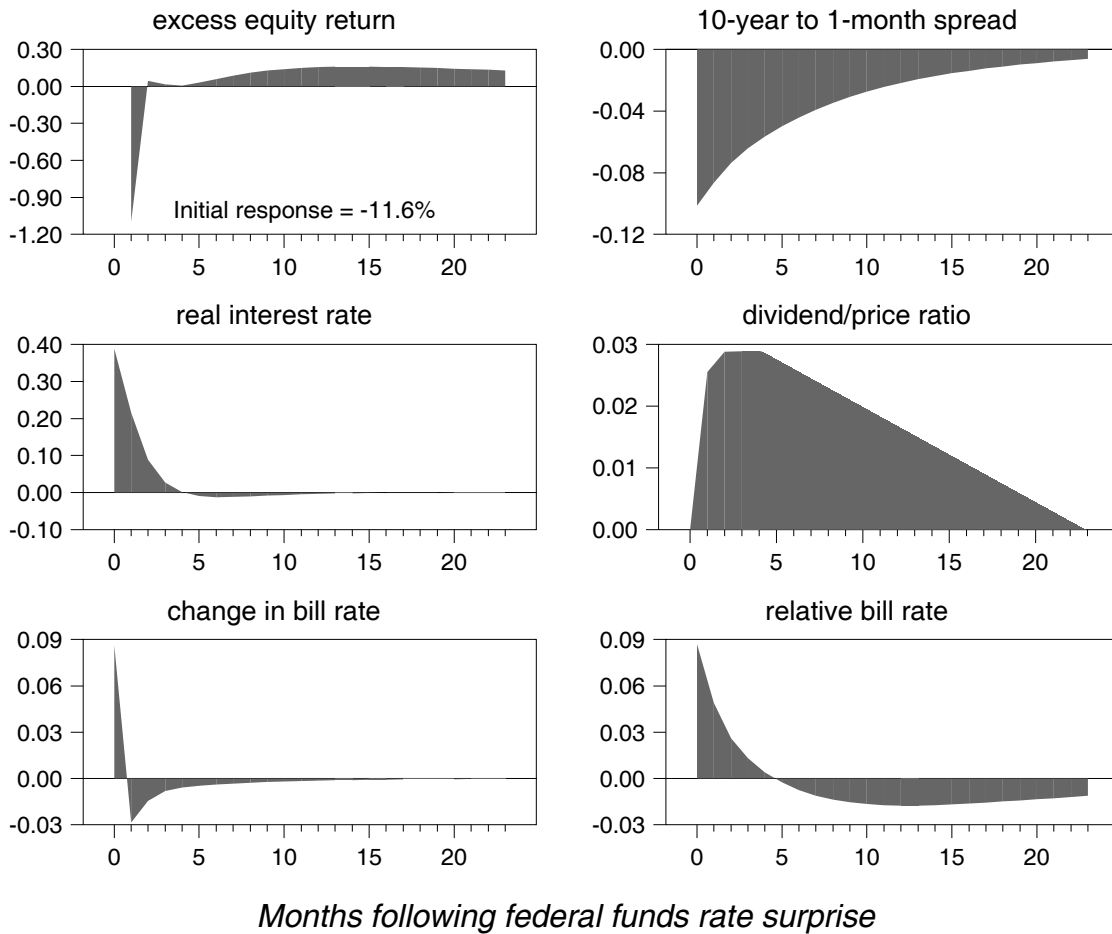 excess equity return
0.30
0.00
-0.30
-0.60
-0.90
-1.20
Initial response = -11.6%
0 5 10 15 20
10-year to 1-month spread
0.00
-0.04
-0.08
-0.12
0 5 10 15 20
real interest rate
0.40
0.30
0.20
0.10
0.00
-0.10
0 5 10 15 20
dividend/price ratio
0.03
0.02
0.01
0.00
0 5 10 15 20
change in bill rate
0.09
0.06
0.03
0.00
-0.03
0 5 10 15 20
relative bill rate
0.09
0.06
0.03
0.00
-0.03
0 5 10 15 20
Months following federal funds rate surprise